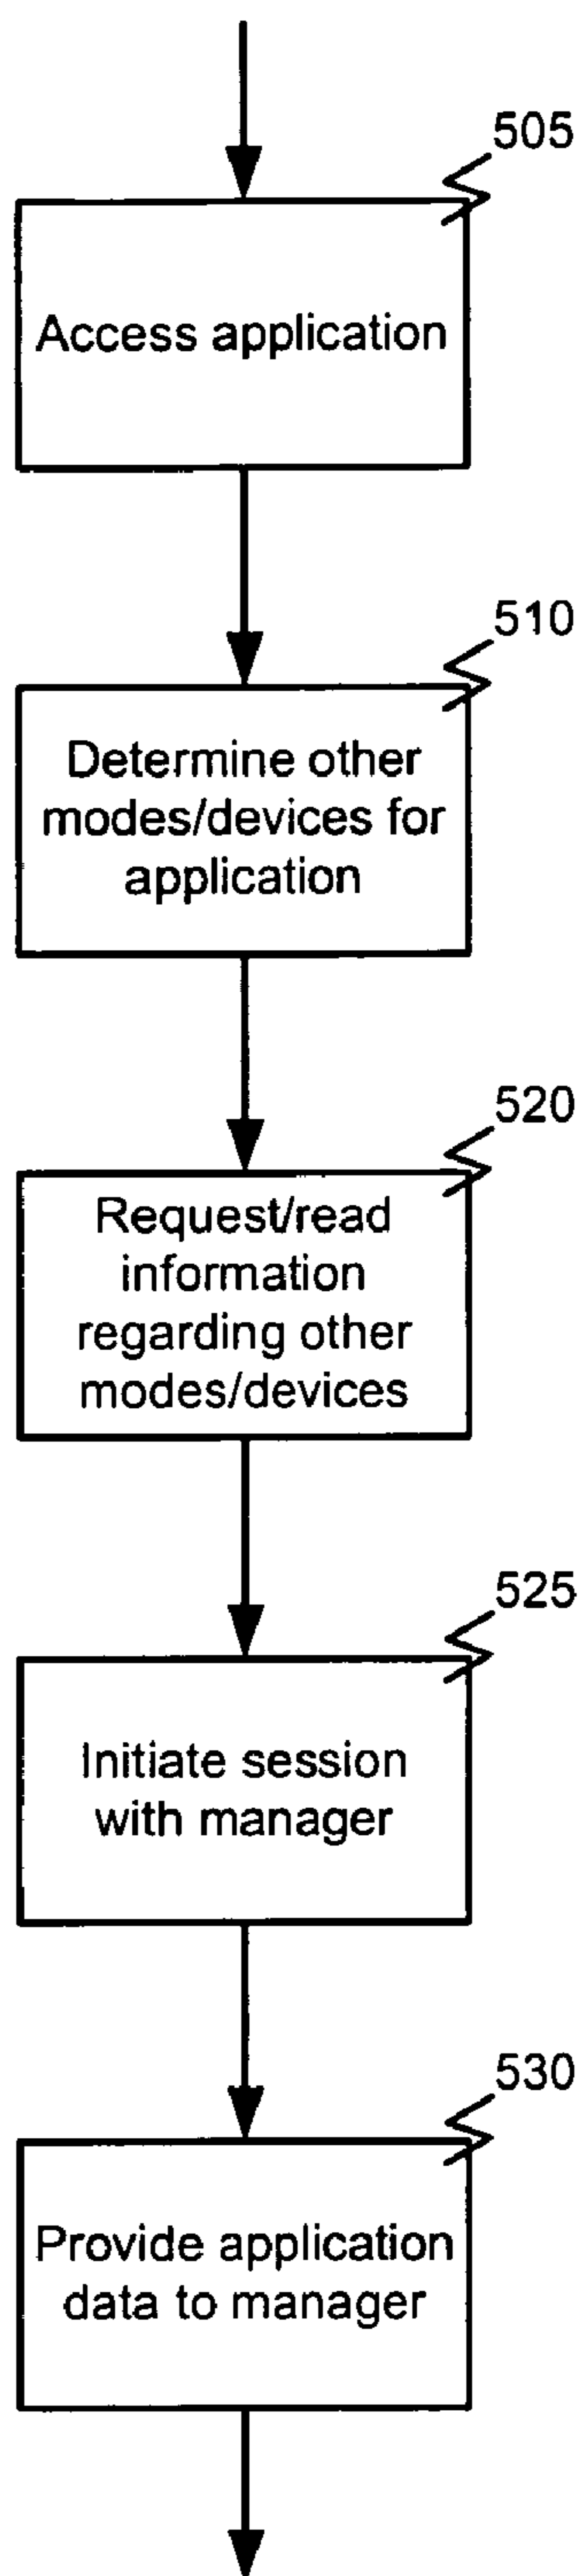 505
Access application
510
Determine other
modes/devices for
application
520
Request/read
information
regarding other
modes/devices
525
Initiate session
with manager
530
Provide application
data to manager